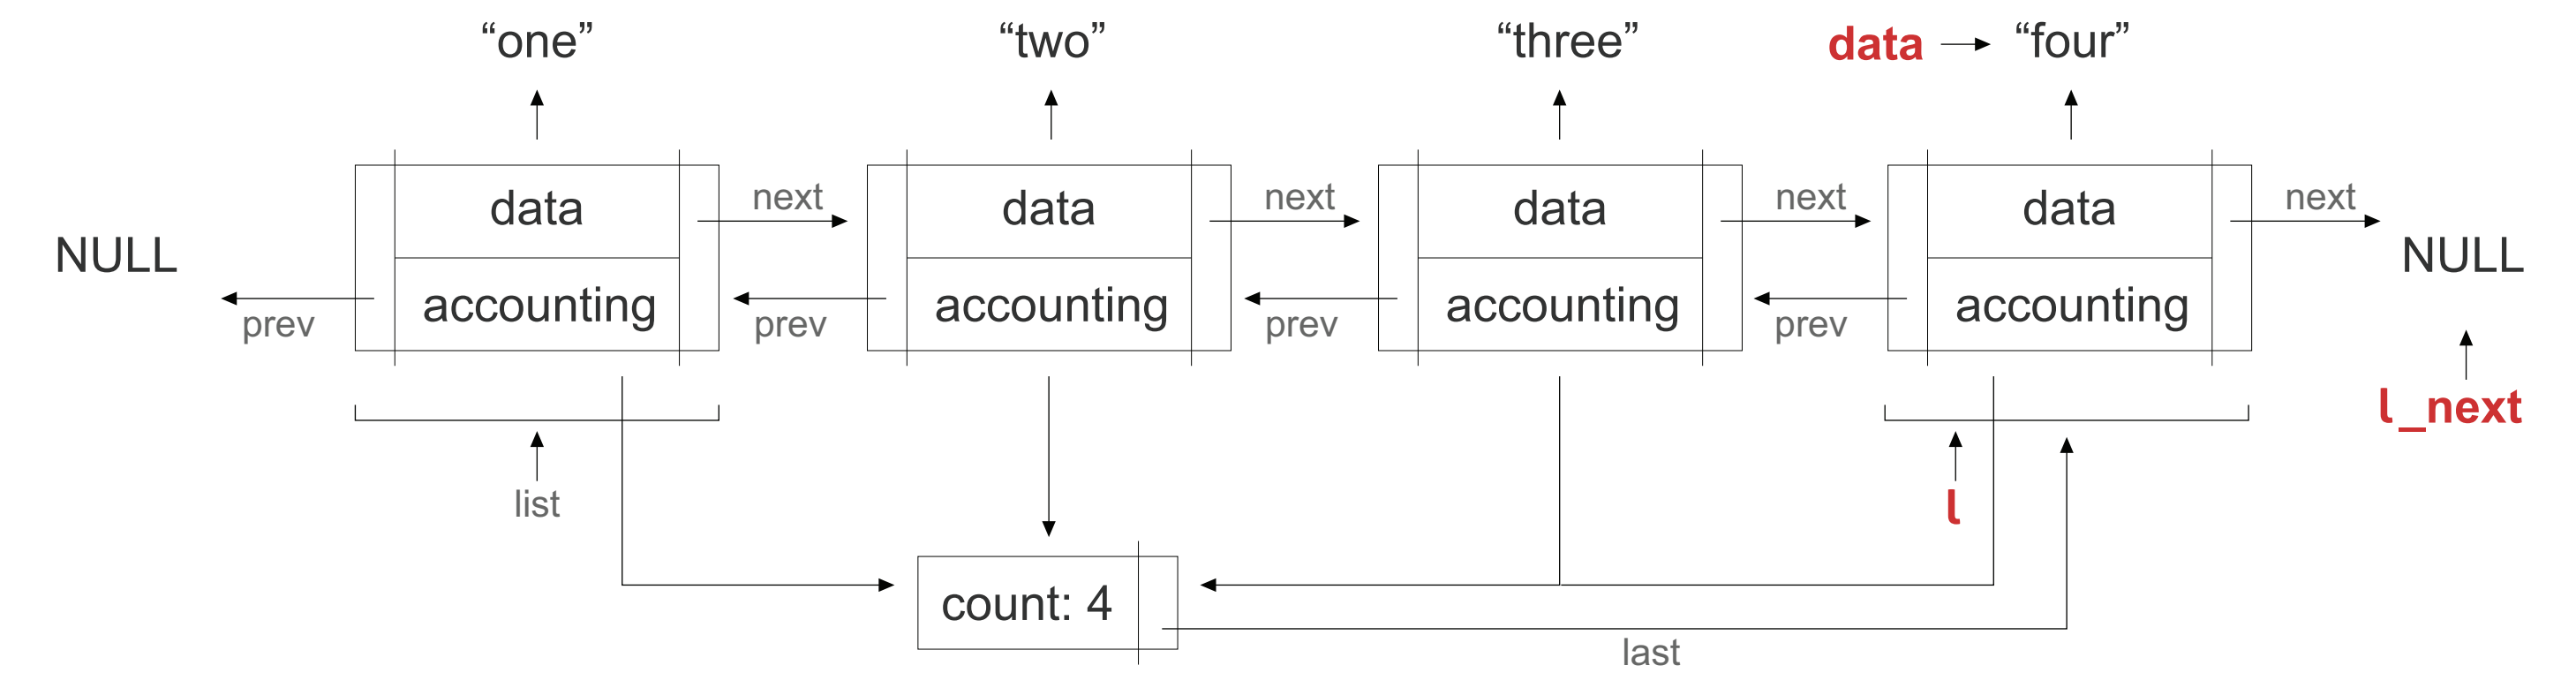 “one”
“two”
“three”
data
“four”
data
next
data
next
data
next
data
next
NULL
NULL
accounting
accounting
accounting
accounting
prev
prev
prev
prev
l_next
list
l
count: 4
last